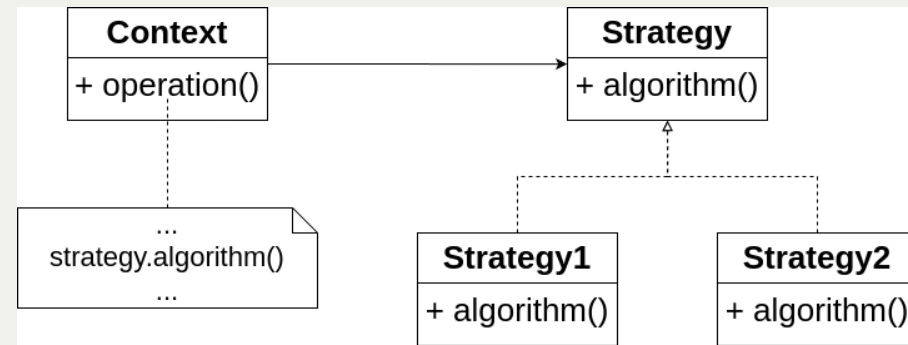 Context
+ operation()
Strategy
+ algorithm()
...
strategy.algorithm()
...
Strategy1
+ algorithm()
Strategy2
+ algorithm()